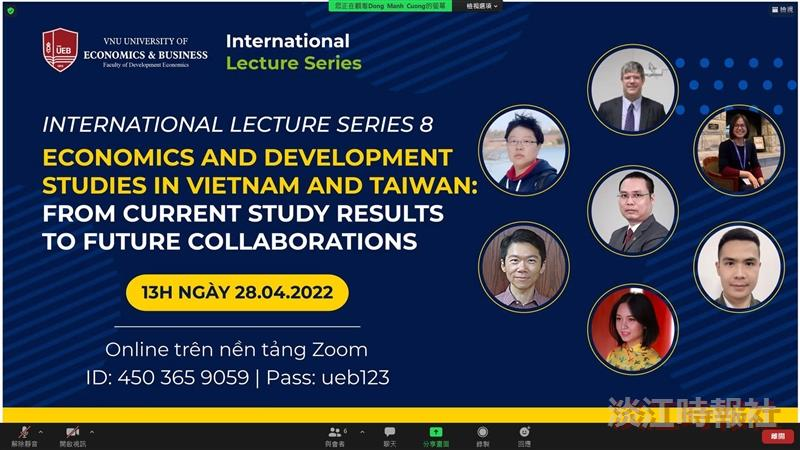 您正在觀看Dong Manh Cuong的螢幕
檢視選項
檢視
UEB
VNU UNIVERSITY OF
ECONOMICS & BUSINESS
Faculty of Development Economics
International
Lecture Series
INTERNATIONAL LECTURE SERIES 8
ECONOMICS AND DEVELOPMENT
STUDIES IN VIETNAM AND TAIWAN:
FROM CURRENT STUDY RESULTS
TO FUTURE COLLABORATIONS
13H NGÀY 28.04.2022
Online trên nền tảng Zoom
ID: 450 365 9059 | Pass: ueb123
淡江時報社
解除靜音
開啟視訊
與會者
6
聊天
分享畫面
錄製
回應
離開